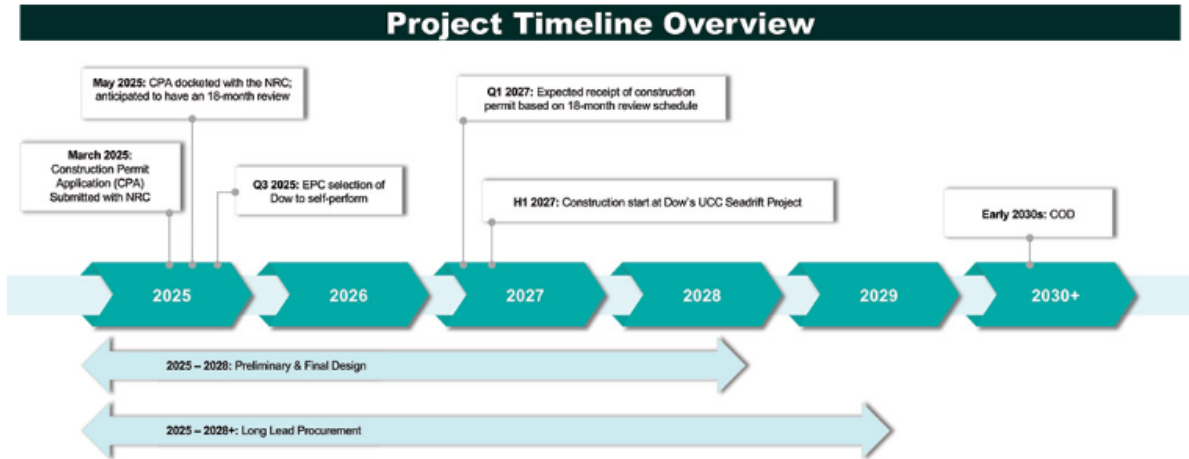 Project Timeline Overview
May 2025: CPA docketed with the NRC;
anticipated to have an 18-month review
March 2025:
Construction Permit
Application (CPA)
Submitted with NRC
Q3 2025: EPC selection of
Dow to self-perform
Q1 2027: Expected receipt of construction
permit based on 18-month review schedule
H1 2027: Construction start at Dow's UCC Seadrift Project
Early 2030s: COD
2025
2026
2027
2028
2029
2030+
2025 – 2028: Preliminary & Final Design
2025 – 2028+: Long Lead Procurement